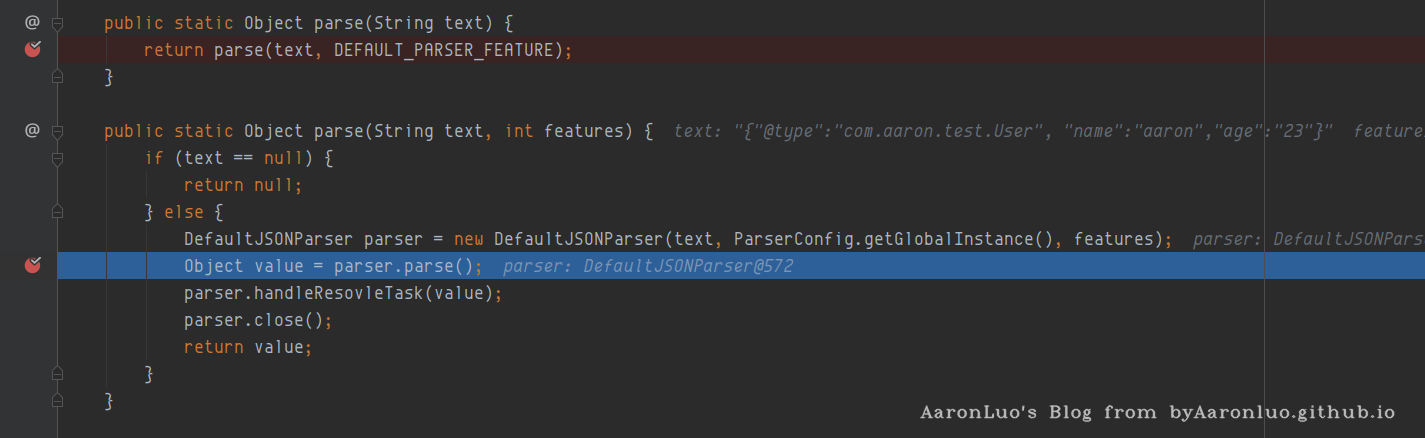 @ public static Object parse(String text) {
return parse(text, DEFAULT_PARSER_FEATURE);
}
@ public static Object parse(String text, int features) { text: "{"@type":"com.aaron.test.User", "name":"aaron","age":"23"}" feature
if (text == null) {
return null;
} else {
DefaultJSONParser parser = new DefaultJSONParser(text, ParserConfig.getGlobalInstance(), features); parser: DefaultJSONPars
Object value = parser.parse(); parser: DefaultJSONParser@572
parser.handleResovleTask(value);
parser.close();
return value;
}
}
AaronLuo's Blog from byAaronluo.github.io